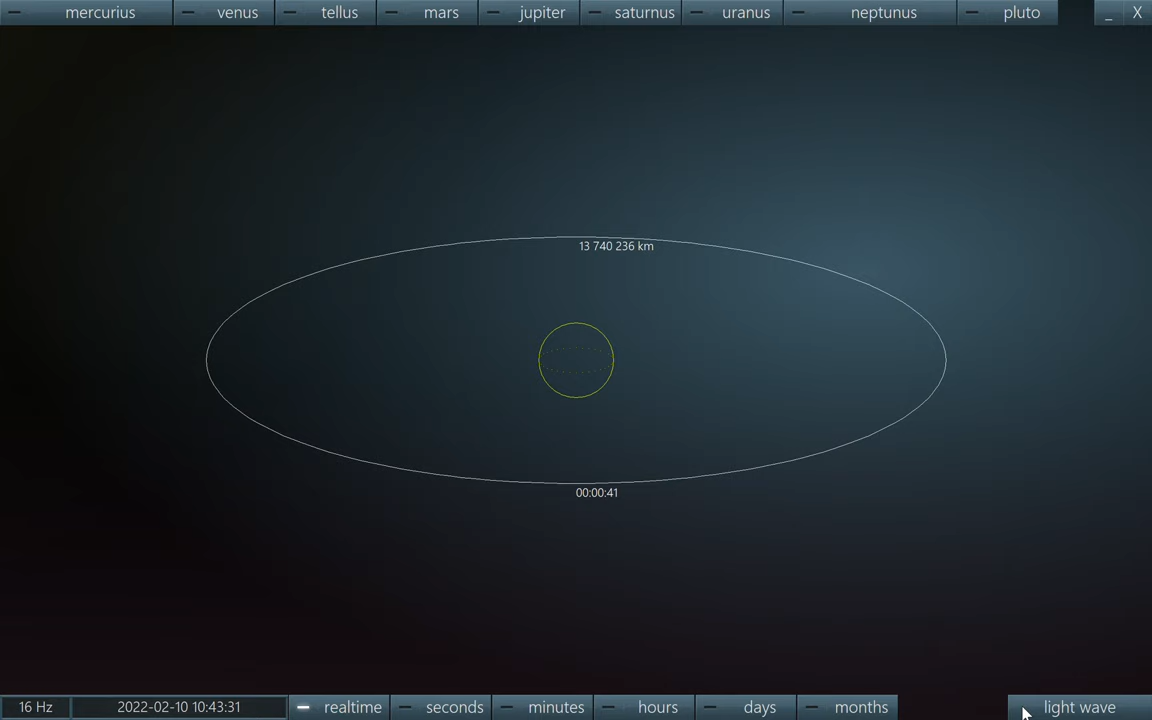 mercurius venus tellus mars jupiter saturnus uranus neptunus pluto _ X
13 740 236 km
00:00:41
16 Hz 2022-02-10 10:43:31 realtime seconds minutes hours days months light wave